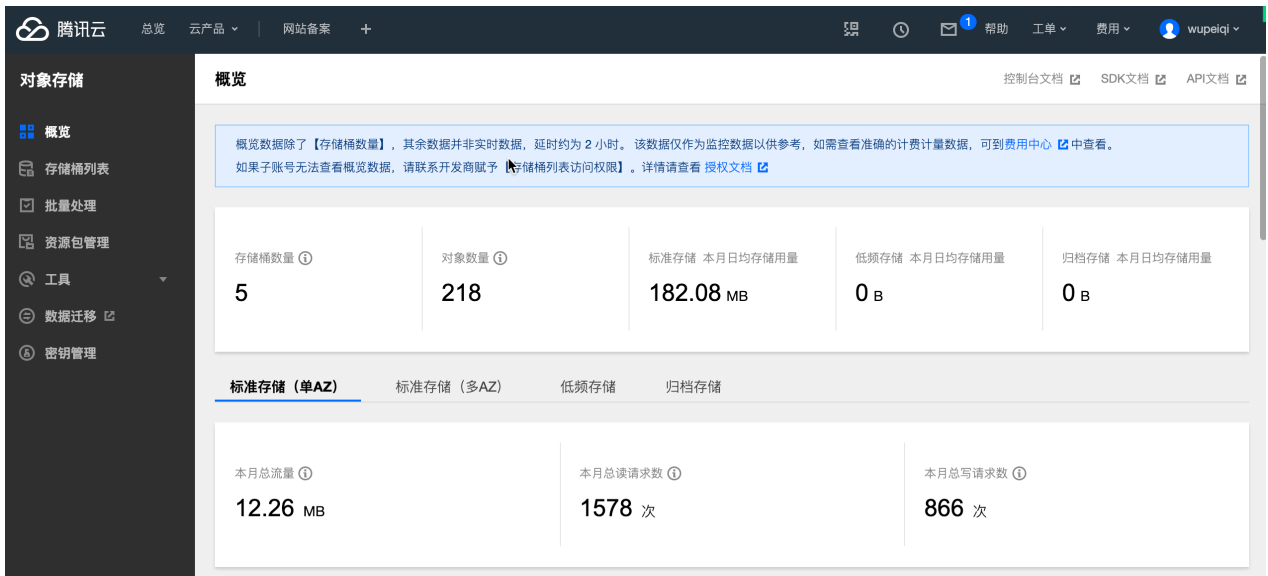 腾讯云 总览 云产品 网站备案 + 1 帮助 工单 费用 wupeiqi
对象存储
概览
存储桶列表
批量处理
资源包管理
工具
数据迁移
密钥管理
概览 控制台文档 SDK文档 API文档
概览数据除了【存储桶数量】，其余数据并非实时数据，延时约为 2 小时。 该数据仅作为监控数据以供参考，如需查看准确的计费计量数据，可到费用中心 中查看。
如果子账号无法查看概览数据，请联系开发商赋予【存储桶列表访问权限】。详情请查看 授权文档
存储桶数量 对象数量 标准存储 本月日均存储用量 低频存储 本月日均存储用量 归档存储 本月日均存储用量
5 218 182.08 MB 0 B 0 B
标准存储（单AZ） 标准存储（多AZ） 低频存储 归档存储
本月总流量 本月总读请求数 本月总写请求数
12.26 MB 1578 次 866 次